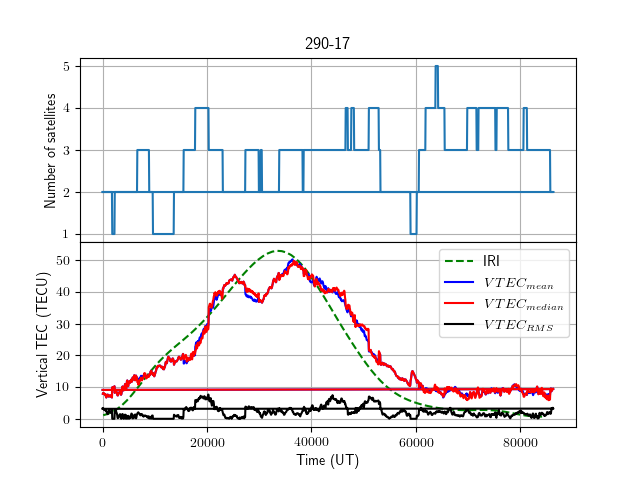 290-17
5
4
3
2
1
Number of satellites
IRI
VTEC_mean
VTEC_median
VTEC_RMS
50
40
30
20
10
0
Vertical TEC (TECU)
0 20000 40000 60000 80000
Time (UT)